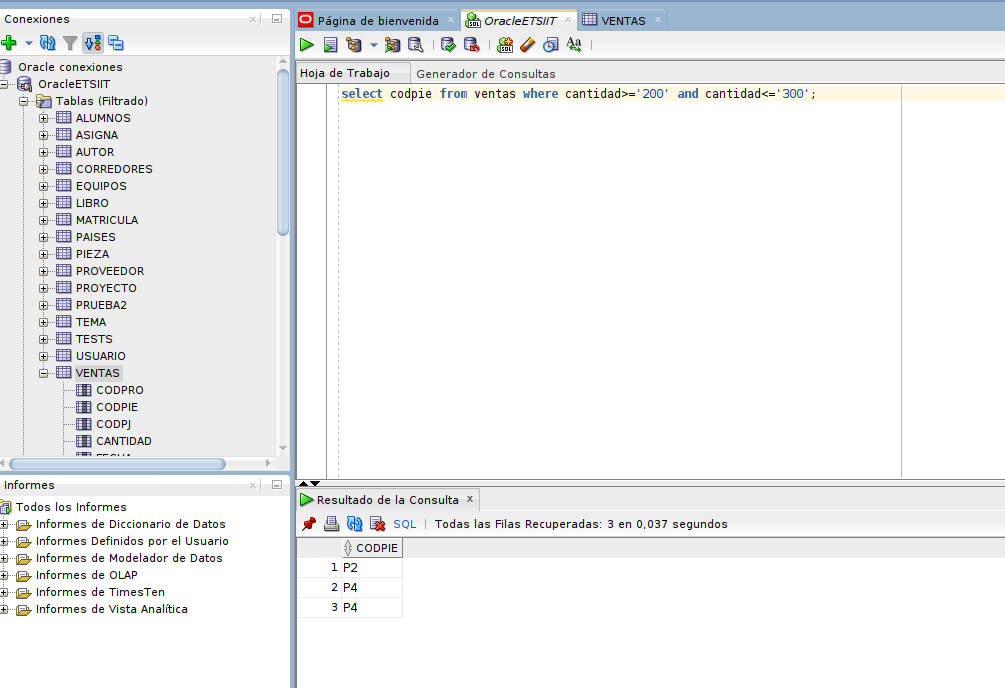 Conexiones
Oracle conexiones
OracleETSIIT
Tablas (Filtrado)
ALUMNOS
ASIGNA
AUTOR
CORREDORES
EQUIPOS
LIBRO
MATRICULA
PAISES
PIEZA
PROVEEDOR
PROYECTO
PRUEBA2
TEMA
TESTS
USUARIO
VENTAS
CODPRO
CODPIE
CODPJ
CANTIDAD
Informes
Todos los Informes
Informes de Diccionario de Datos
Informes Definidos por el Usuario
Informes de Modelador de Datos
Informes de OLAP
Informes de TimesTen
Informes de Vista Analítica
Página de bienvenida
OracleETSIIT
VENTAS
Hoja de Trabajo
Generador de Consultas
select codpie from ventas where cantidad>='200' and cantidad<='300';
Resultado de la Consulta x
SQL | Todas las Filas Recuperadas: 3 en 0,037 segundos
CODPIE
1 P2
2 P4
3 P4